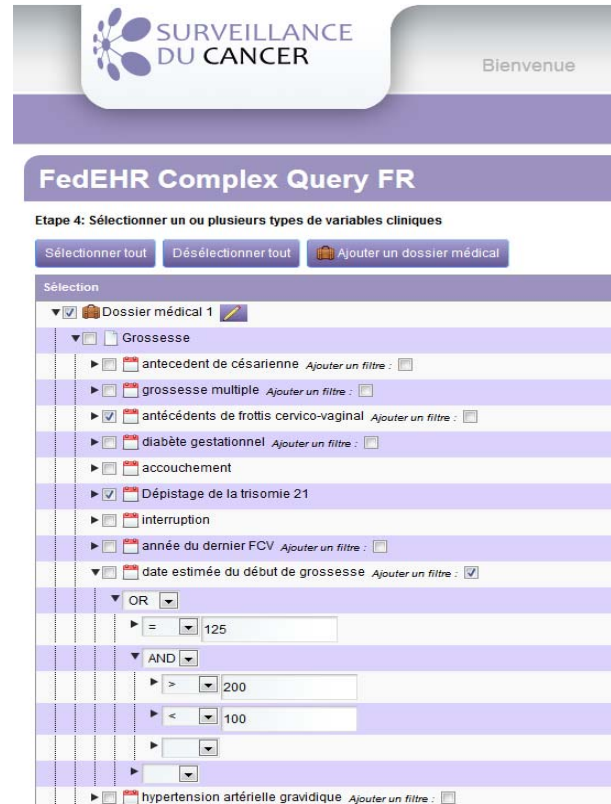 SURVEILLANCE
DU CANCER
Bienvenue
FedEHR Complex Query FR
Etape 4: Sélectionner un ou plusieurs types de variables cliniques
Sélectionner tout Désélectionner tout Ajouter un dossier médical
Sélection
Dossier médical 1
Grossesse
antecedent de césarienne Ajouter un filtre :
grossesse multiple Ajouter un filtre :
antécédents de frottis cervico-vaginal Ajouter un filtre :
diabète gestationnel Ajouter un filtre :
accouchement
Dépistage de la trisomie 21
interruption
année du dernier FCV Ajouter un filtre :
date estimée du début de grossesse Ajouter un filtre :
OR
= 125
AND
> 200
< 100
hypertension artérielle gravidique Ajouter un filtre :